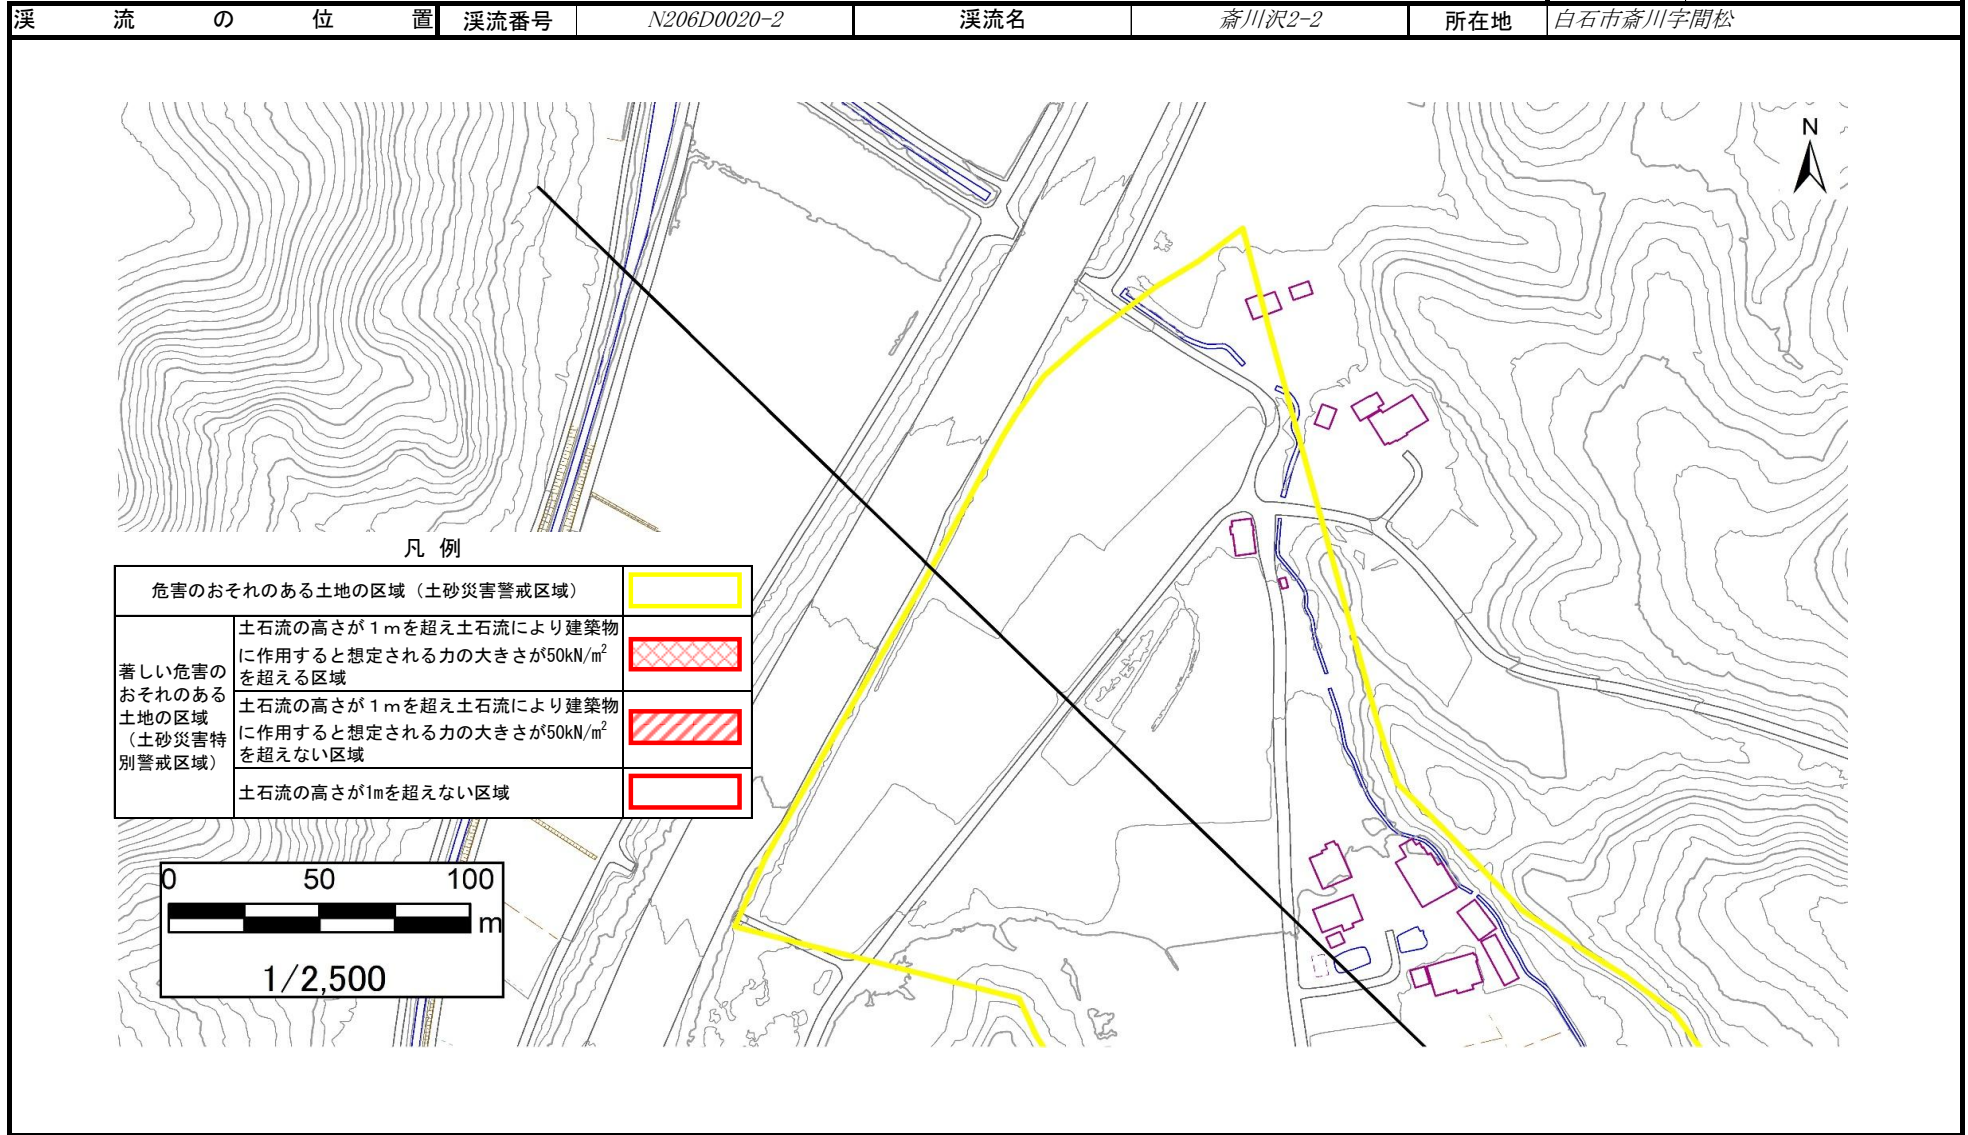 渓流の位置 渓流番号 N206D0020-2 渓流名 斎川沢2-2 所在地 白石市斎川字間松
N
凡 例
危害のおそれのある土地の区域（土砂災害警戒区域）
著しい危害の
おそれのある
土地の区域
（土砂災害特
別警戒区域）
土石流の高さが１ｍを超え土石流により建築物
に作用すると想定される力の大きさが50kN/㎡
を超える区域
土石流の高さが１ｍを超え土石流により建築物
に作用すると想定される力の大きさが50kN/㎡
を超えない区域
土石流の高さが1mを超えない区域
0 50 100
m
1/2,500